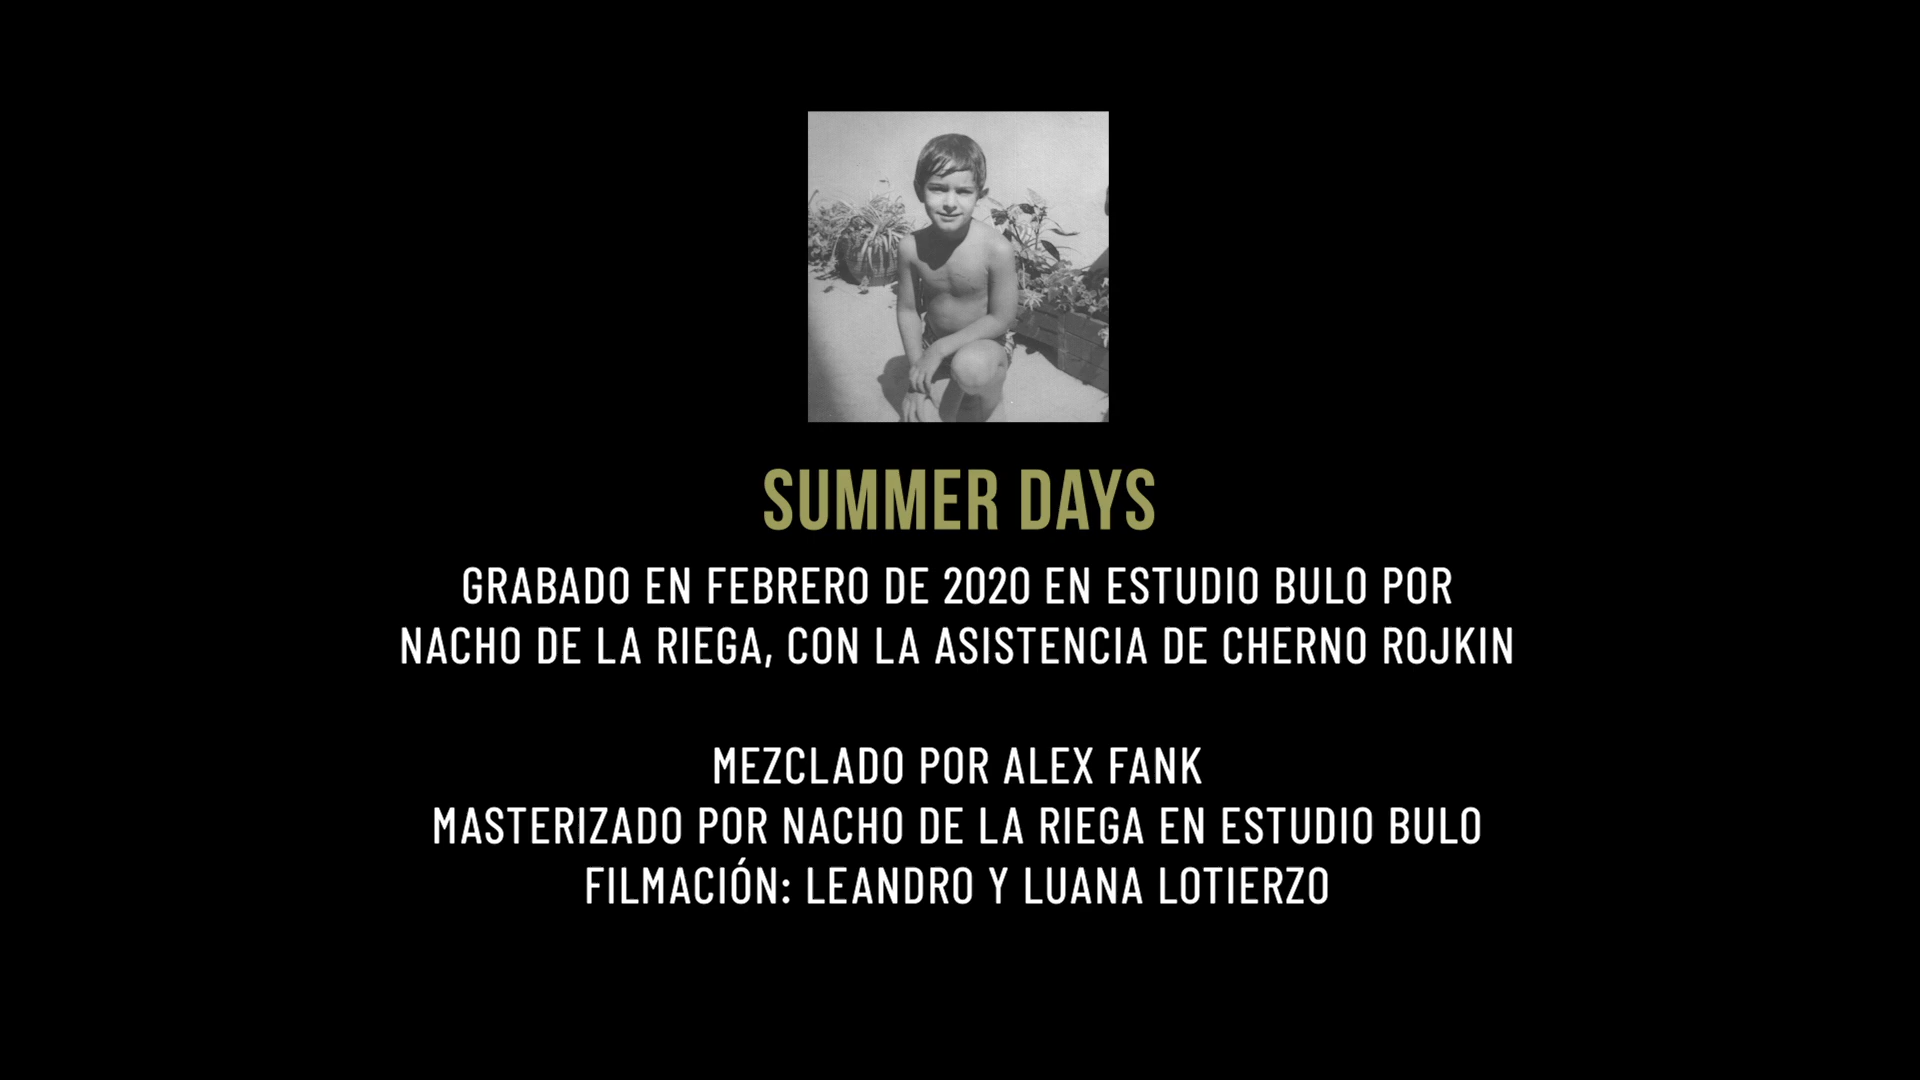 SUMMER DAYS
GRABADO EN FEBRERO DE 2020 EN ESTUDIO BULO POR
NACHO DE LA RIEGA, CON LA ASISTENCIA DE CHERNO ROJKIN
MEZCLADO POR ALEX FANK
MASTERIZADO POR NACHO DE LA RIEGA EN ESTUDIO BULO
FILMACIÓN: LEANDRO Y LUANA LOTIERZO